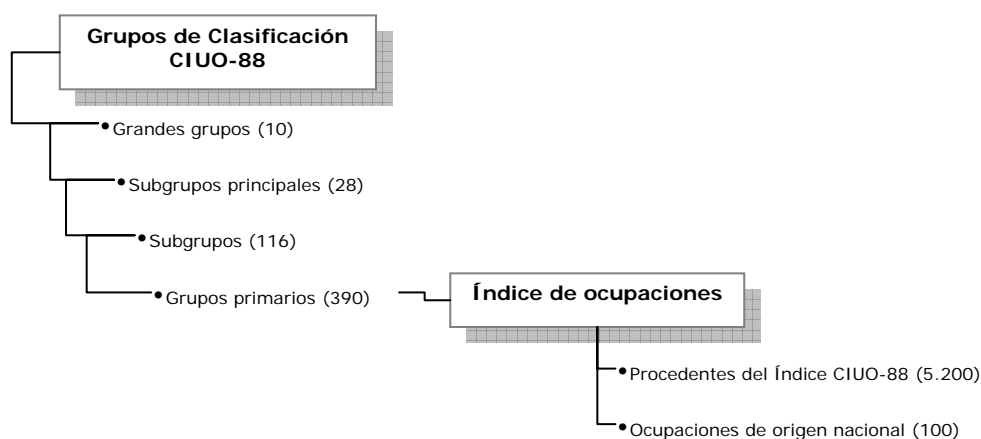 Grupos de Clasificación
CIUO-88
• Grandes grupos (10)
• Subgrupos principales (28)
• Subgrupos (116)
• Grupos primarios (390)
Índice de ocupaciones
• Procedentes del Índice CIUO-88 (5.200)
• Ocupaciones de origen nacional (100)